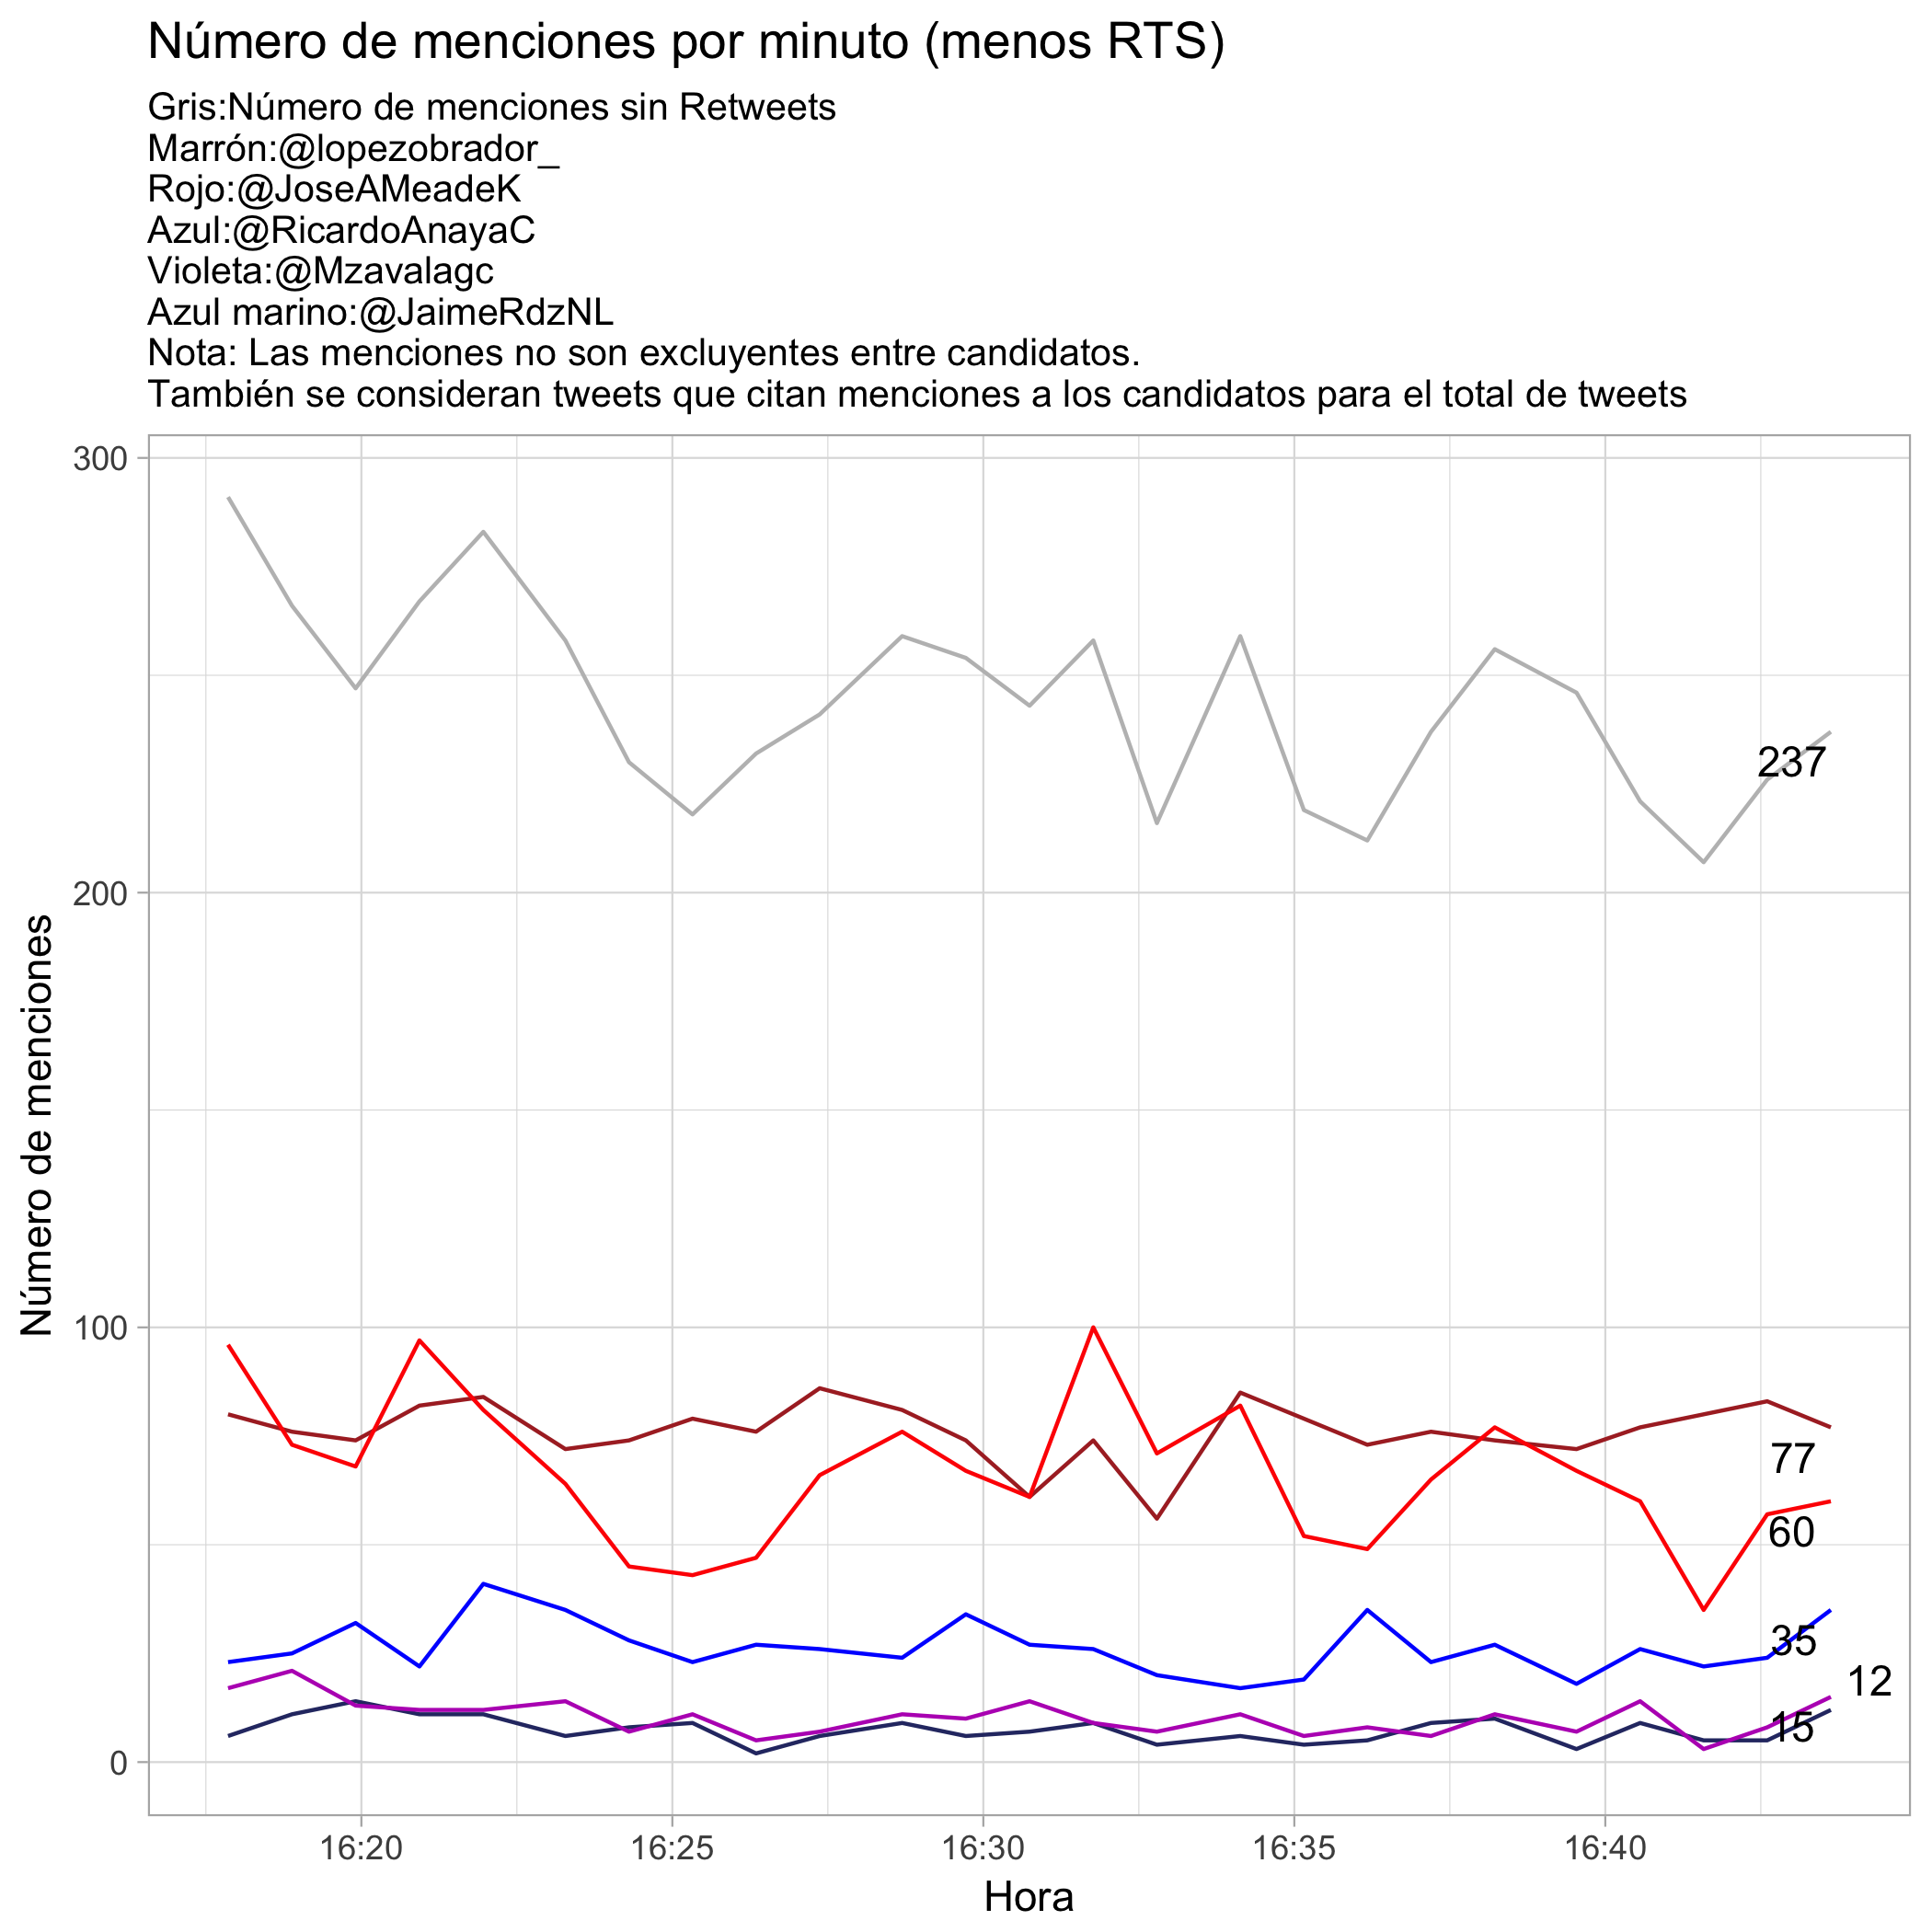 Número de menciones por minuto (menos RTS)
Gris:Número de menciones sin Retweets
Marrón:@lopezobrador_
Rojo:@JoseAMeadeK
Azul:@RicardoAnayaC
Violeta:@Mzavalagc
Azul marino:@JaimeRdzNL
Nota: Las menciones no son excluyentes entre candidatos.
También se consideran tweets que citan menciones a los candidatos para el total de tweets
Número de menciones
300
200
100
0
237
77
60
35
12
15
16:20
16:25
16:30
16:35
16:40
Hora